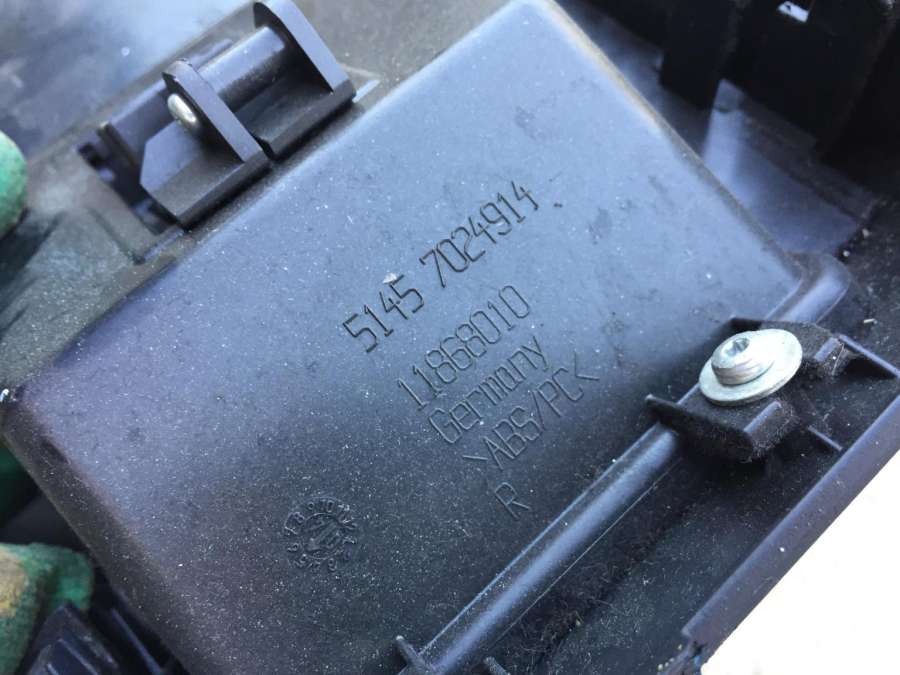 5145 7024914
11868010
Germany
>ABS/PC<
R